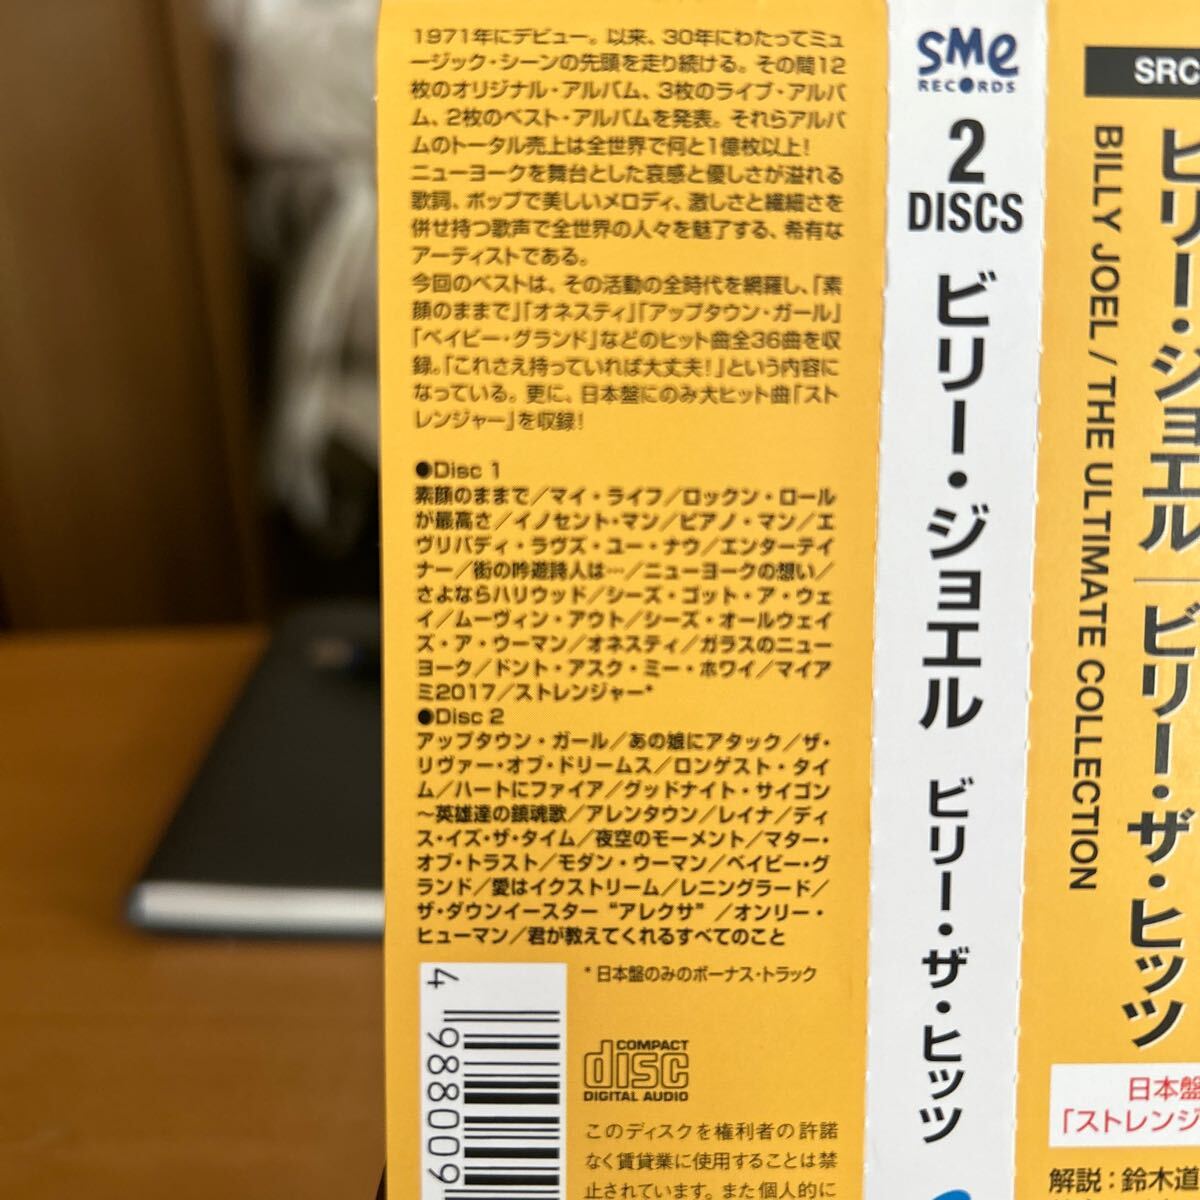 1971年にデビュー。以来、30年にわたってミュ
ージック・シーンの先頭を走り続ける。その間12
枚のオリジナル・アルバム、3枚のライブ・アルバ
ム、2枚のベスト・アルバムを発表。それらアルバ
ムのトータル売上は全世界で何と1億枚以上!
ニューヨークを舞台とした哀感と優しさが溢れる
歌詞、ポップで美しいメロディ、激しさと繊細さを
併せ持つ歌声で全世界の人々を魅了する、希有な
アーティストである。
今回のベストは、その活動の全時代を網羅し、「素
顔のままで」「オネスティ」「アップタウン・ガール」
「ベイビー・グランド」などのヒット曲全36曲を収
録。「これさえ持っていれば大丈夫!」という内容に
なっている。更に、日本盤にのみ大ヒット曲「スト
レンジャー」を収録!
●Disc 1
素顔のままで/マイ・ライフ/ロックン・ロール
が最高さ/イノセント・マン/ピアノ・マン/エ
ヴリバディ・ラヴズ・ユー・ナウ/エンターテイ
ナー/街の吟遊詩人は…/ニューヨークの想い/
さよならハリウッド/シーズ・ゴット・ア・ウェ
イ/ムーヴィン・アウト/シーズ・オールウェイ
ズ・ア・ウーマン/オネスティ/ガラスのニュー
ヨーク/ドント・アスク・ミー・ホワイ/マイア
ミ2017/ストレンジャー*
●Disc 2
アップタウン・ガール/あの娘にアタック/ザ・
リヴァー・オブ・ドリームス/ロンゲスト・タイ
ム/ハートにファイア/グッドナイト・サイゴン
〜英雄達の鎮魂歌/アレンタウン/レイナ/ディ
ス・イズ・ザ・タイム/夜空のモーメント/マター・
オブ・トラスト/モダン・ウーマン/ベイビー・グ
ランド/愛はイクストリーム/レニングラード/
ザ・ダウンイースター“アレクサ”/オンリー・
ヒューマン/君が教えてくれるすべてのこと
*日本盤のみのボーナス・トラック
4 988009
COMPACT
disc
DIGITAL AUDIO
このディスクを権利者の許諾
なく賃貸業に使用することは禁
止されています。また個人的に
SMe
RECORDS
2
DISCS
ビリー・ジョエル ビリー・ザ・ヒッツ
SRC
ビリー・ジョエル|ビリー・ザ・ヒッツ
BILLY JOEL / THE ULTIMATE COLLECTION
日本盤
「ストレンジ
解説:鈴木道